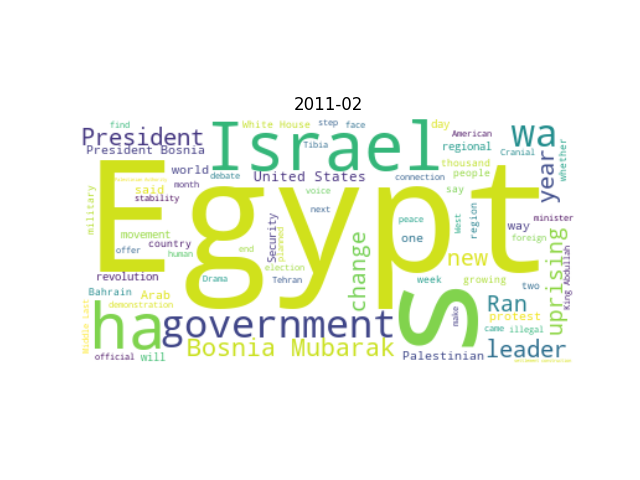 2011-02
find
White House
step
face
day
American
President
Israel
wa
Tibia
regional
Cranial
whether
President Bosnia
debate
world
United States
connection
thousand
people
year
Egypt
said
stability
month
voice
say
military
next
peace
West
region
way
minister
movement
country
Security
planned
change
one
foreign
offer
human
end
new
uprising
King Abdullah
revolution
election
Drama
Tehran
week
growing
two
Bahrain
Arab
demonstration
S
Ran
protest
make
came
illegal
ha
government
Middle East
official
will
Bosnia Mubarak
Palestinian
leader